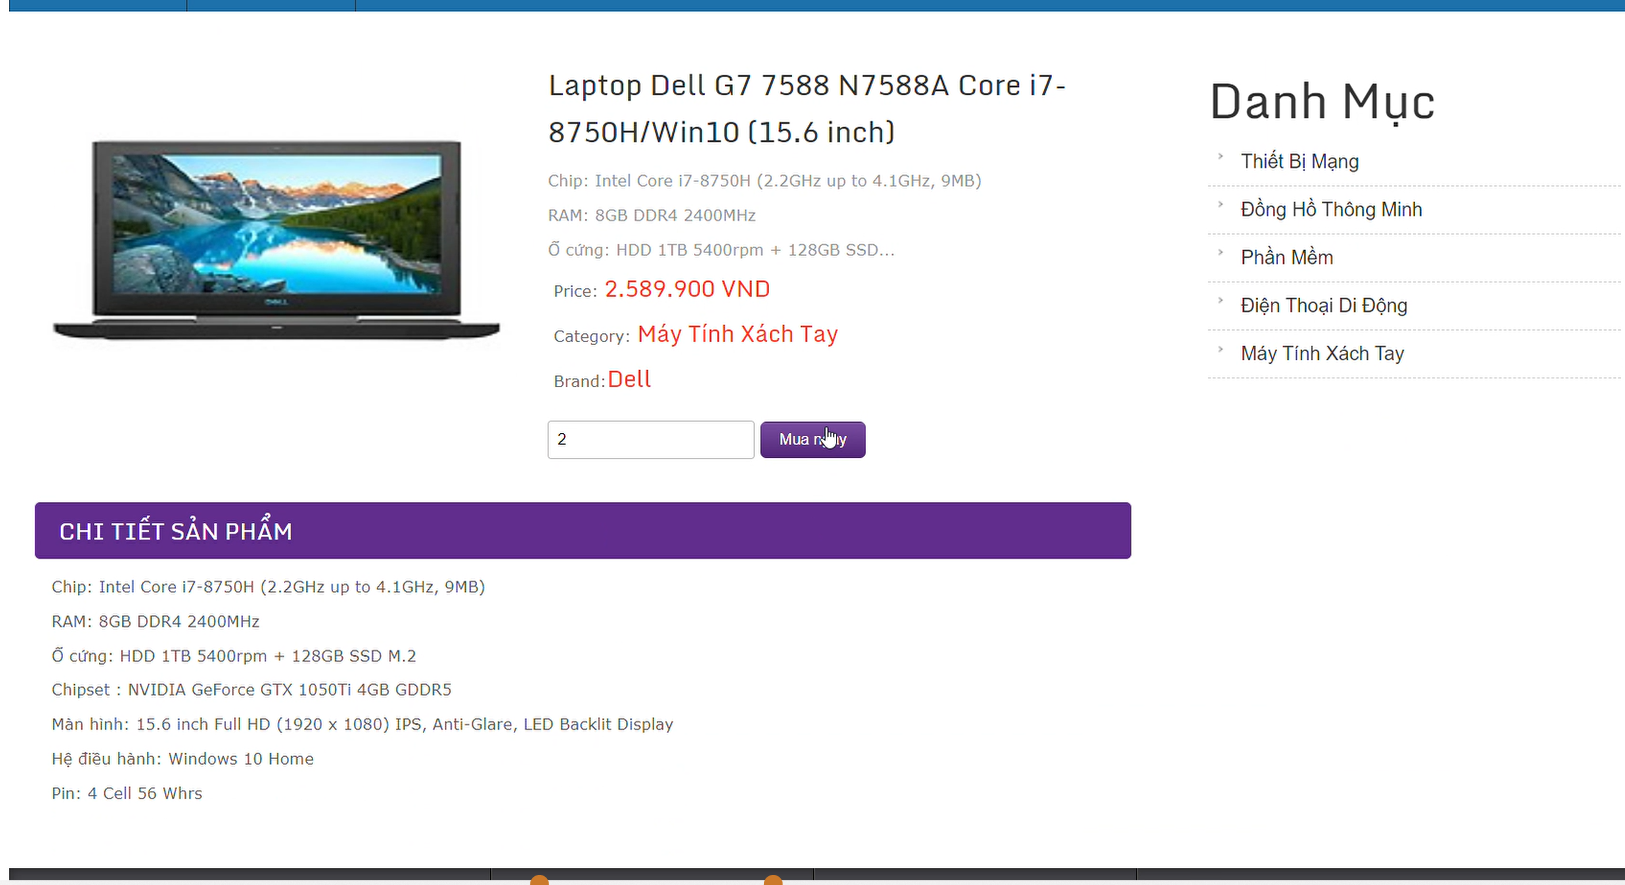 Laptop Dell G7 7588 N7588A Core i7-
8750H/Win10 (15.6 inch)
Chip: Intel Core i7-8750H (2.2GHz up to 4.1GHz, 9MB)
RAM: 8GB DDR4 2400MHz
Ổ cứng: HDD 1TB 5400rpm + 128GB SSD...
Price: 2.589.900 VND
Category: Máy Tính Xách Tay
Brand:Dell
2
Mua
DELL
Danh Mục
Thiết Bị Mạng
Đồng Hồ Thông Minh
Phần Mềm
Điện Thoại Di Động
Máy Tính Xách Tay
CHI TIẾT SẢN PHẨM
Chip: Intel Core i7-8750H (2.2GHz up to 4.1GHz, 9MB)
RAM: 8GB DDR4 2400MHz
Ổ cứng: HDD 1TB 5400rpm + 128GB SSD M.2
Chipset : NVIDIA GeForce GTX 1050Ti 4GB GDDR5
Màn hình: 15.6 inch Full HD (1920 x 1080) IPS, Anti-Glare, LED Backlit Display
Hệ điều hành: Windows 10 Home
Pin: 4 Cell 56 Whrs